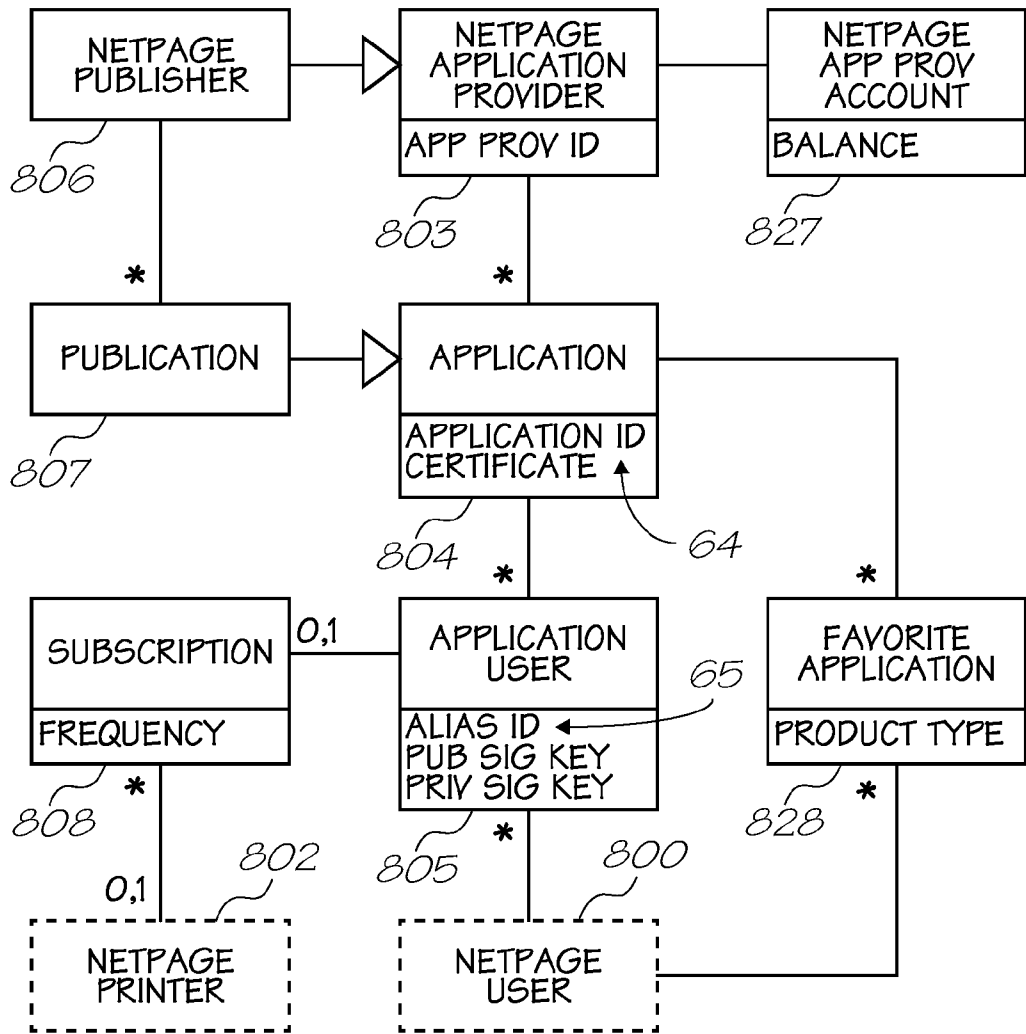 NETPAGE
PUBLISHER
NETPAGE
APPLICATION
PROVIDER
APP PROV ID
NETPAGE
APP PROV
ACCOUNT
BALANCE
806
803
827
*
*
PUBLICATION
APPLICATION
APPLICATION ID
CERTIFICATE
807
804
64
*
*
SUBSCRIPTION
FREQUENCY
0,1
APPLICATION
USER
ALIAS ID
PUB SIG KEY
PRIV SIG KEY
65
FAVORITE
APPLICATION
PRODUCT TYPE
808
*
805
*
828
*
802
800
0,1
NETPAGE
PRINTER
NETPAGE
USER